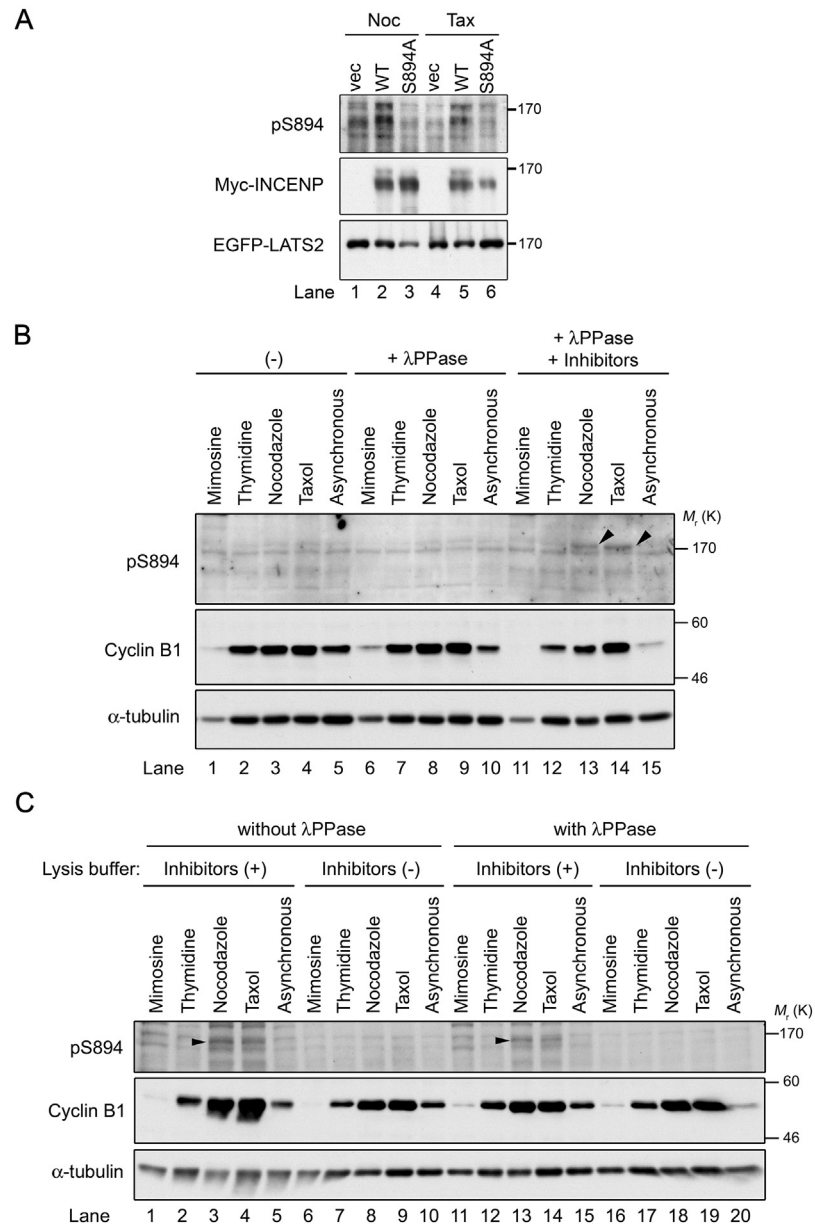 A
Noc Tax
vec WT S894A vec WT S894A
pS894 170
Myc-INCENP 170
EGFP-LATS2 170
Lane 1 2 3 4 5 6
B
(-) + λPPase + λPPase
+ Inhibitors
Mimosine Thymidine Nocodazole Taxol Asynchronous Mimosine Thymidine Nocodazole Taxol Asynchronous Mimosine Thymidine Nocodazole Taxol Asynchronous
Mr (K)
pS894 170
Cyclin B1 60
46
α-tubulin
Lane 1 2 3 4 5 6 7 8 9 10 11 12 13 14 15
C
without λPPase with λPPase
Lysis buffer: Inhibitors (+) Inhibitors (-) Inhibitors (+) Inhibitors (-)
Mimosine Thymidine Nocodazole Taxol Asynchronous Mimosine Thymidine Nocodazole Taxol Asynchronous Mimosine Thymidine Nocodazole Taxol Asynchronous Mimosine Thymidine Nocodazole Taxol Asynchronous
Mr (K)
pS894 170
Cyclin B1 60
46
α-tubulin
Lane 1 2 3 4 5 6 7 8 9 10 11 12 13 14 15 16 17 18 19 20